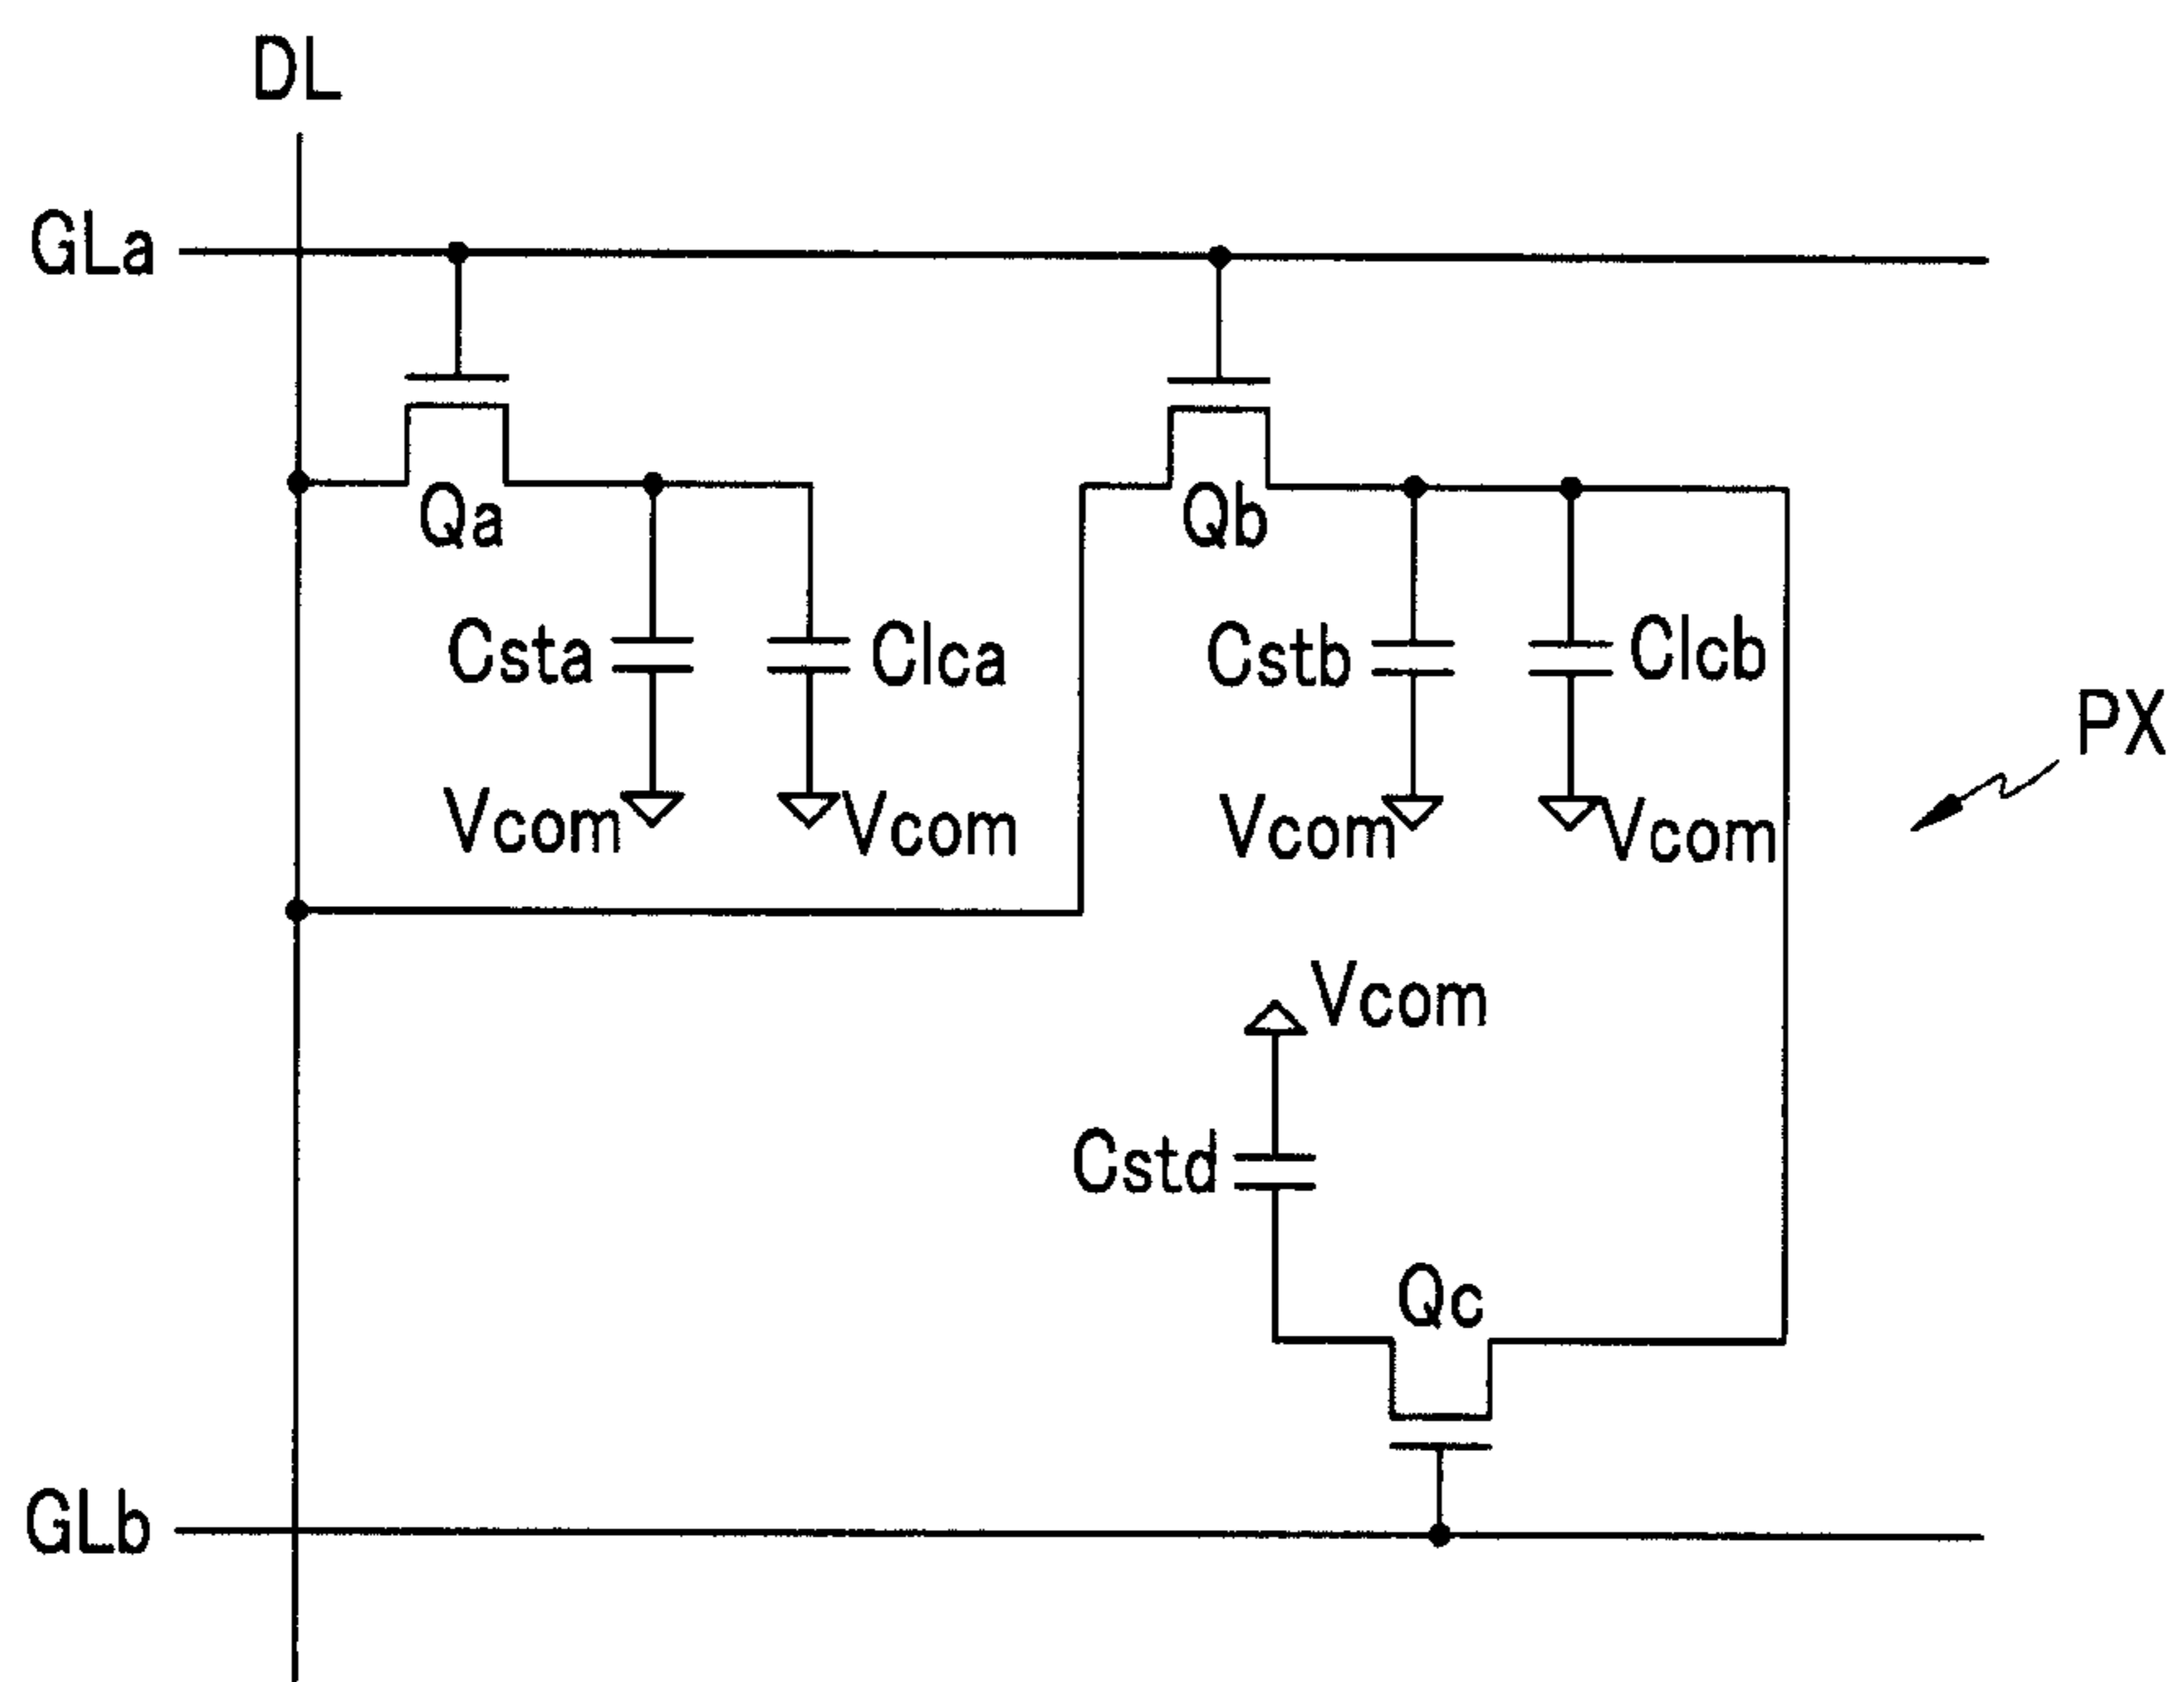 DL
GLa
Qa
Qb
Csta
Clca
Cstb
Clcb
PX
Vcom
Vcom
Vcom
Vcom
Vcom
Cstd
Qc
GLb